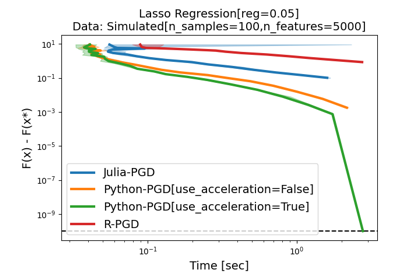 Lasso Regression[reg=0.05]
Data: Simulated[n_samples=100,n_features=5000]
F(x) - F(x*)
10¹
10⁻¹
10⁻³
10⁻⁵
10⁻⁷
10⁻⁹
Julia-PGD
Python-PGD[use_acceleration=False]
Python-PGD[use_acceleration=True]
R-PGD
10⁻¹ 10⁰
Time [sec]